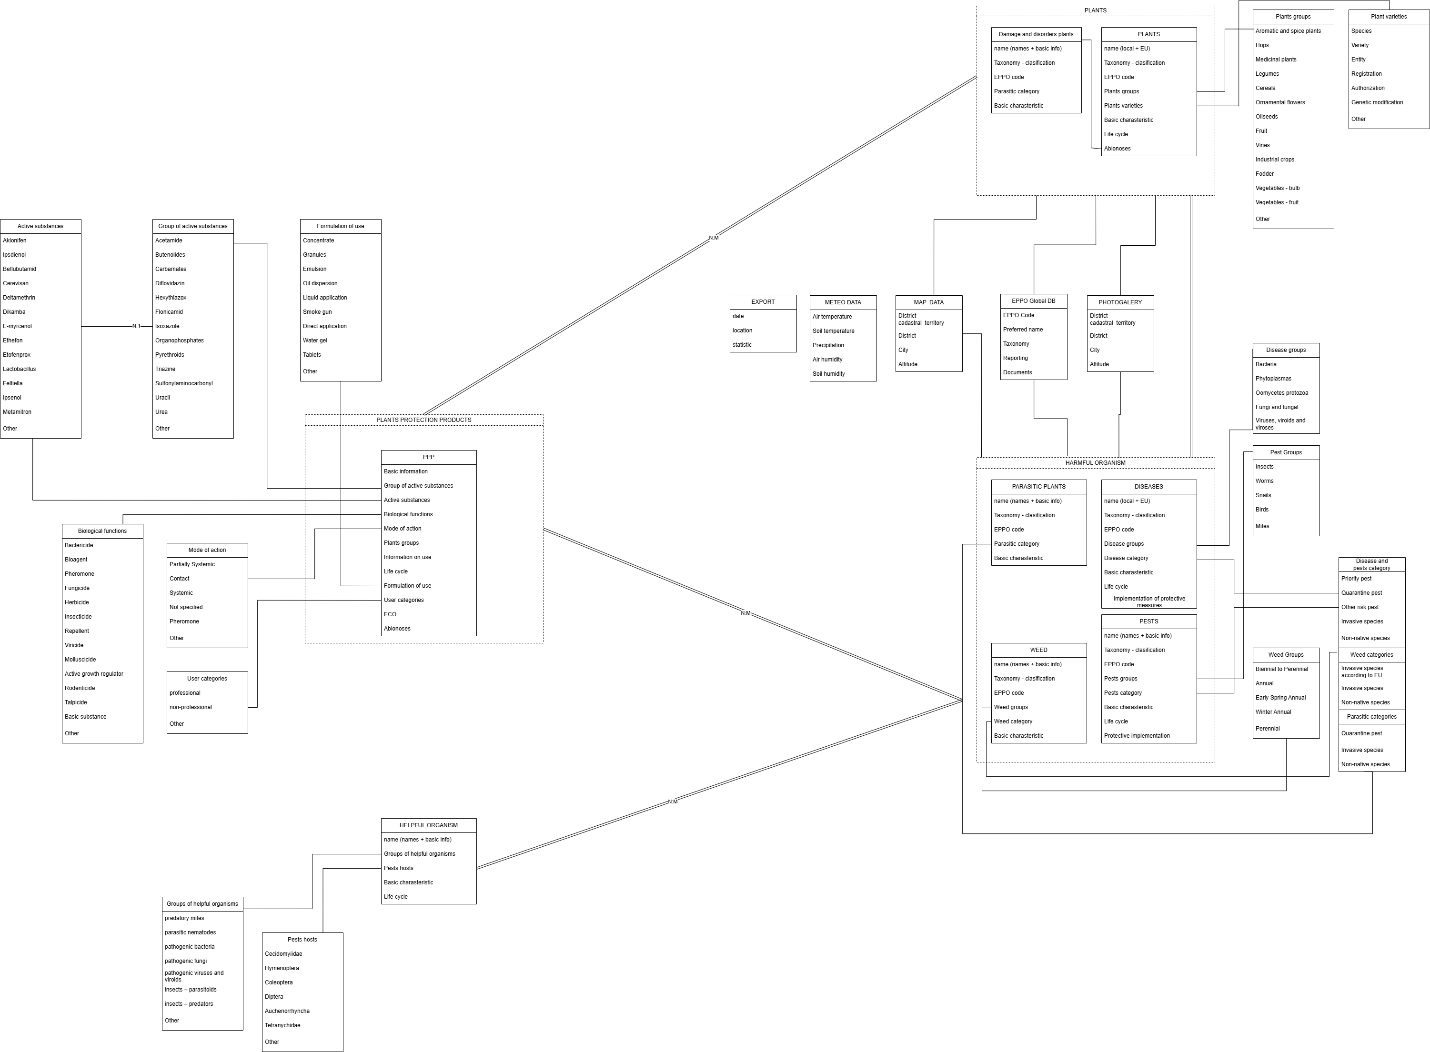 PLANTS
Damage and disorders plants
name (names + basic info)
Taxonomy - clasification
EPPO code
Parasitic category
Basic characteristic
PLANTS
name (local + EU)
Taxonomy - clasification
EPPO code
Plants groups
Plants varieties
Basic charasteristic
Life cycle
Abionoses
Plants groups
Aromatic and spice plants
Hops
Medicinal plants
Legumes
Cereals
Ornamental flowers
Oilseeds
Fruit
Vines
Industrial crops
Fodder
Vegetables - bulb
Vegetables - fruit
Other
Plant varieties
Species
Variety
Entity
Registration
Authorization
Genetic modification
Other
N:M
Active substances
Aklonifen
Ipsdienol
Beflubutamid
Cerevisan
Deltamethrin
Dikamba
E-myrcenol
Ethefon
Etofenprox
Lactobacillus
Feltiella
Ipsenol
Metamitron
Other
N:1
Group of active substances
Acetamide
Butenolides
Carbamates
Diflovidazin
Hexythiazox
Flonicamid
Isoxazole
Organophosphates
Pyrethroids
Triazine
Sulfonylaminocarbonyl
Uracil
Urea
Other
Formulation of use
Concentrate
Granules
Emulsion
Oil dispersion
Liquid application
Smoke gun
Direct application
Water gel
Tablets
Other
EXPORT
date
location
statistic
METEO DATA
Air temperature
Soil temperature
Precipitation
Air humidity
Soil humidity
MAP DATA
District
cadastral territory
District
City
Altitude
EPPO Global DB
EPPO Code
Preferred name
Taxonomy
Reporting
Documents
PHOTOGALERY
District
cadastral territory
District
City
Altitude
Disease groups
Bacteria
Phytoplasmas
Oomycetes protozoa
Fungi and fungal
Viruses, viroids and
viroses
Pest Groups
Insects
Worms
Snails
Birds
Mites
PLANTS PROTECTION PRODUCTS
PPP
Basic information
Group of active substances
Active substances
Biological functions
Mode of action
Plants groups
Information on use
Life cycle
Formulation of use
User categories
ECO
Abionoses
Biological functions
Bactericide
Bioagent
Pheromone
Fungicide
Herbicide
Insecticide
Repellent
Viricide
Molluscicide
Active growth regulator
Rodenticide
Talpicide
Basic substance
Other
Mode of action
Partially Systemic
Contact
Systemic
Not specified
Pheromone
Other
User categories
professional
non-professional
Other
N:M
HARMFUL ORGANISM
PARASITIC PLANTS
name (names + basic info)
Taxonomy - clasification
EPPO code
Parasitic category
Basic characteristic
DISEASES
name (local + EU)
Taxonomy - clasification
EPPO code
Disease groups
Disease category
Basic charasteristic
Life cycle
Implementation of protective
measures
WEED
name (names + basic info)
Taxonomy - clasification
EPPO code
Weed groups
Weed category
Basic characteristic
PESTS
name (names + basic info)
Taxonomy - clasification
EPPO code
Pests groups
Pests category
Basic charasteristic
Life cycle
Protective implementation
Disease and
pests category
Priority pest
Quarantine pest
Other risk pest
Invasive species
Non-native species
Weed Groups
Biennial to Perennial
Annual
Early Spring Annual
Winter Annual
Perennial
Weed categories
Invasive species
according to EU
Invasive species
Non-native species
Parasitic categories
Quarantine pest
Invasive species
Non-native species
N:M
HELPFUL ORGANISM
name (names + basic info)
Groups of helpful organisms
Pests hosts
Basic charasteristic
Life cycle
Groups of helpful organisms
predatory mites
parasitic nematodes
pathogenic bacteria
pathogenic fungi
pathogenic viruses and
viroids
insects – parasitoids
insects – predators
Other
Pests hosts
Cecidomyiidae
Hymenoptera
Coleoptera
Diptera
Auchenorrhyncha
Tetranychidae
Other